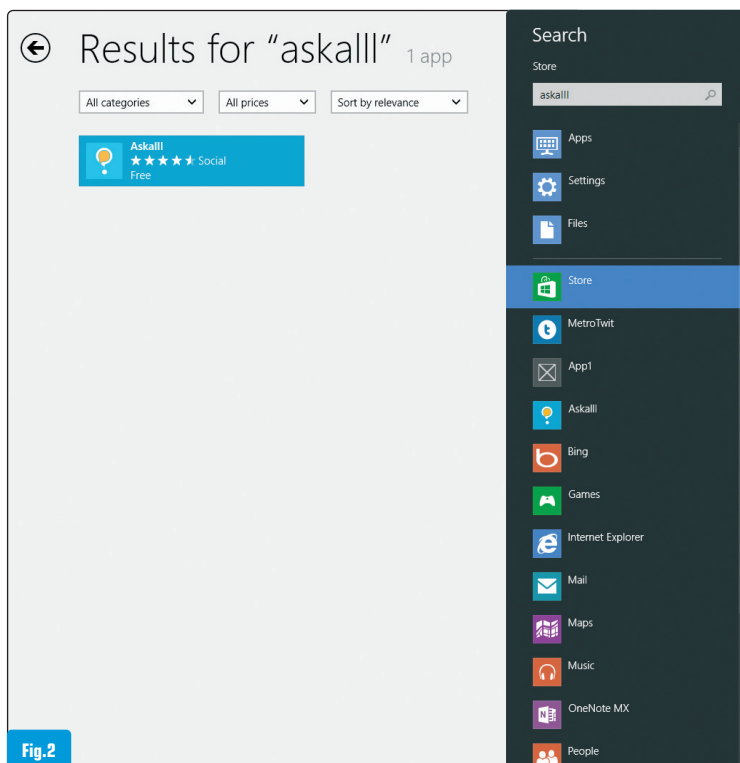 Results for “askalll” 1 app
All categories
All prices
Sort by relevance
Askalll
Social
Free
Search
Store
askalll
Apps
Settings
Files
Store
MetroTwit
App1
Askalll
Bing
Games
Internet Explorer
Mail
Maps
Music
OneNote MX
People
Fig.2